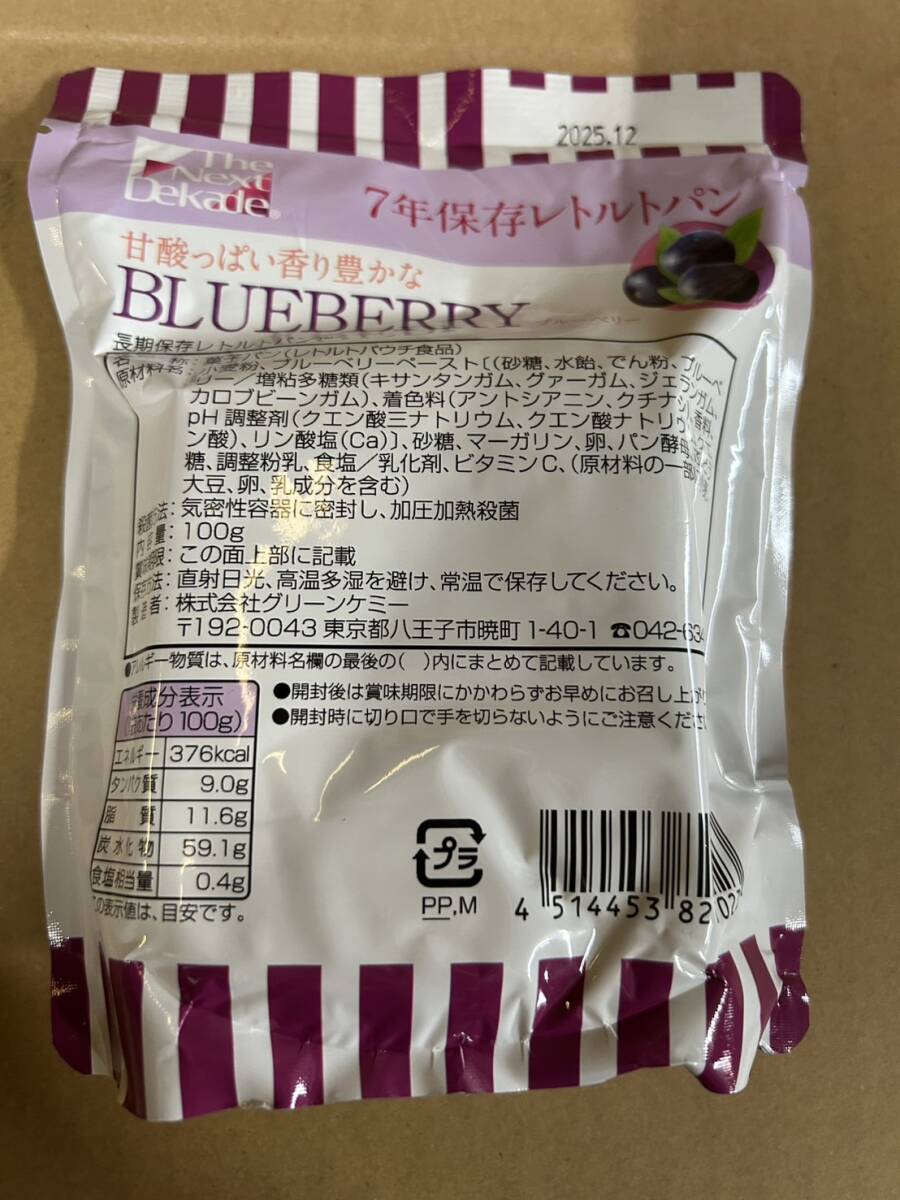 2025.12
The
Next
Dekade®
7年保存レトルトパン
甘酸っぱい香り豊かな
BLUEBERRY
ブルーベリー
長期保存レトルトパン
名 称：菓子パン（レトルトパウチ食品）
原材料名：小麦粉、ブルーベリーペースト〔（砂糖、水飴、でん粉、ブルーベ
リー／増粘多糖類（キサンタンガム、グァーガム、ジェランガム、
カロブビーンガム）、着色料（アントシアニン、クチナシ）、香料、
pH調整剤（クエン酸三ナトリウム、クエン酸ナトリウム、クエ
ン酸）、リン酸塩（Ca）〕、砂糖、マーガリン、卵、パン酵母、
糖、調整粉乳、食塩／乳化剤、ビタミンC、（原材料の一部に
大豆、卵、乳成分を含む）
殺菌方法：気密性容器に密封し、加圧加熱殺菌
内容量：100g
賞味期限：この面上部に記載
保存方法：直射日光、高温多湿を避け、常温で保存してください。
製造者：株式会社グリーンケミー
〒192-0043 東京都八王子市暁町1-40-1 ☎042-634
●アレルギー物質は、原材料名欄の最後の（ ）内にまとめて記載しています。
栄養成分表示
100g）
エネルギー 376kcal
タンパク質 9.0g
脂 質 11.6g
炭水化物 59.1g
食塩相当量 0.4g
この表示値は、目安です。
●開封後は賞味期限にかかわらずお早めにお召し上が
●開封時に切り口で手を切らないようにご注意くださ
プラ
PP,M
4 514453 82102